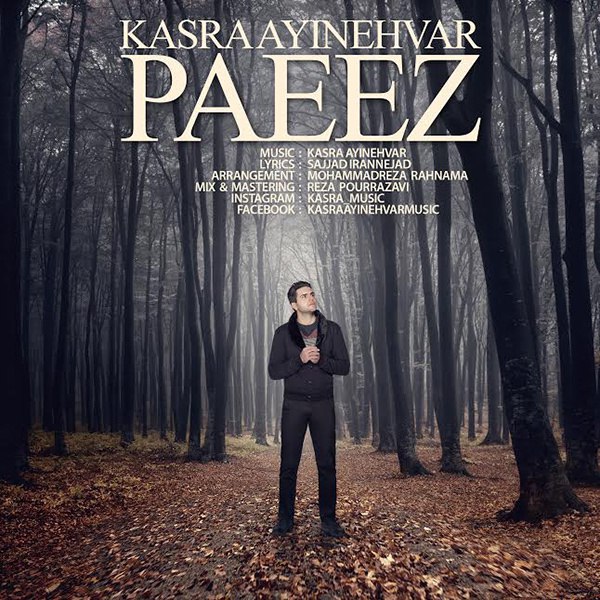 KASRA AYINEHVAR
PAEEZ
MUSIC : KASRA AYINEHVAR
LYRICS : SAJJAD IRANNEJAD
ARRANGEMENT : MOHAMMADREZA RAHNAMA
MIX & MASTERING : REZA POURRAZAVI
INSTAGRAM : KASRA_MUSIC
FACEBOOK : KASRAAYINEHVARMUSIC